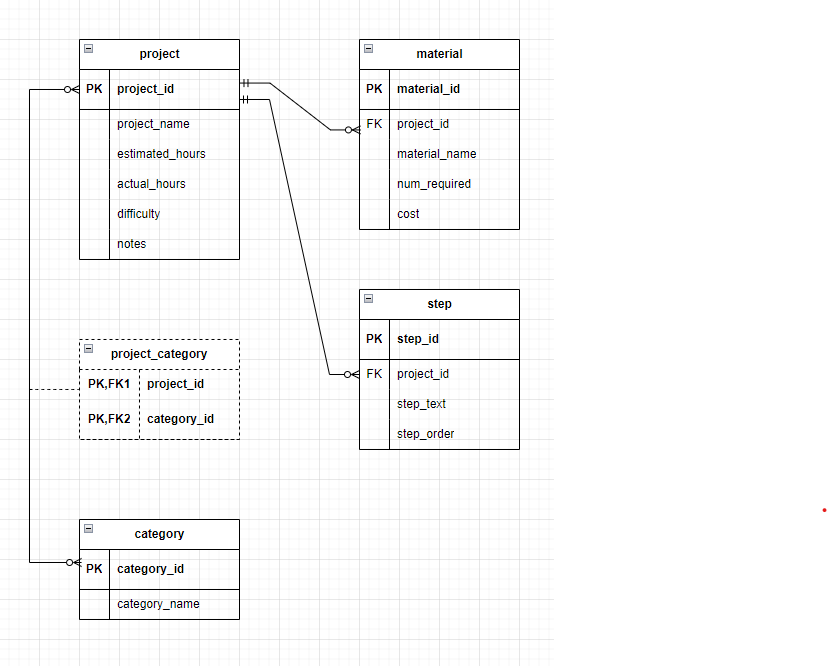 project
PK project_id
project_name
estimated_hours
actual_hours
difficulty
notes
material
PK material_id
FK project_id
material_name
num_required
cost
step
PK step_id
FK project_id
step_text
step_order
project_category
PK,FK1 project_id
PK,FK2 category_id
category
PK category_id
category_name